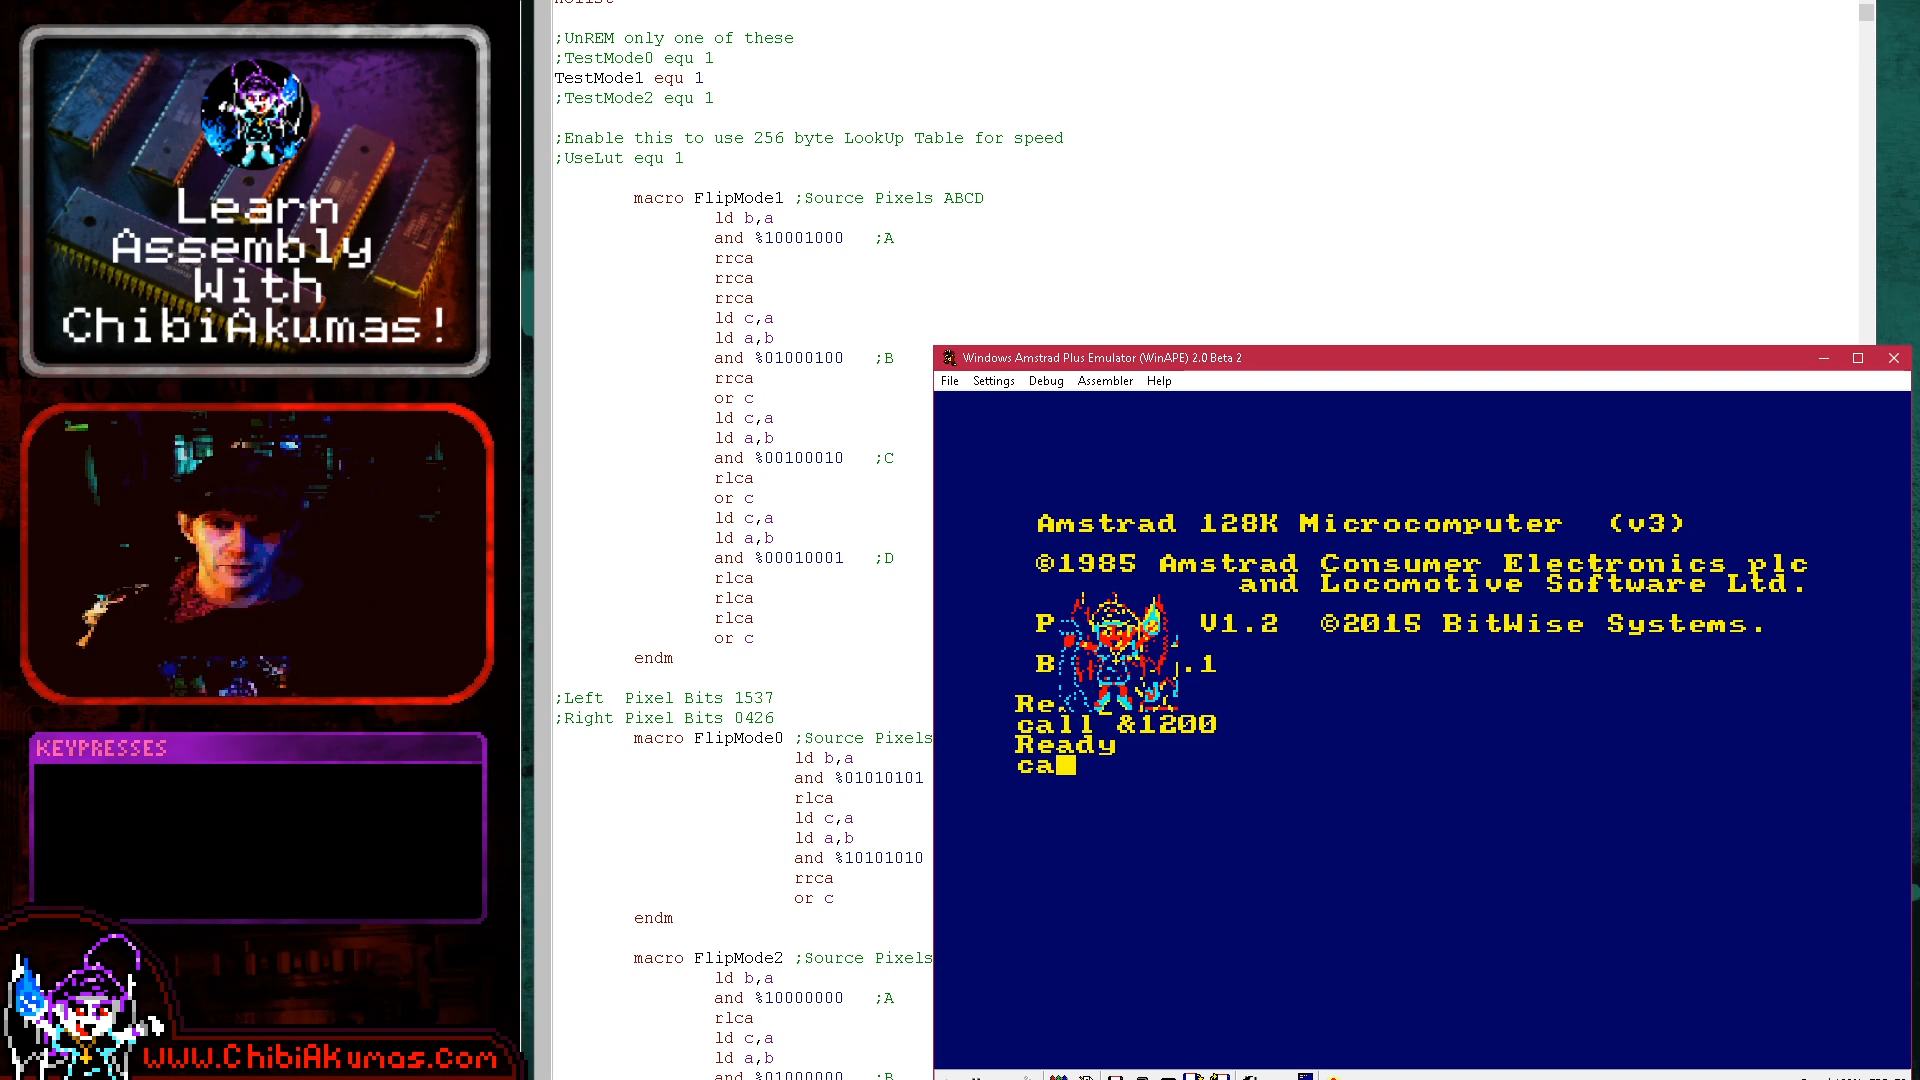 Learn
Assembly
With
ChibiAkumas!
KEYPRESSES
www.ChibiAkumas.com
;UnREM only one of these
;TestMode0 equ 1
TestMode1 equ 1
;TestMode2 equ 1
;Enable this to use 256 byte LookUp Table for speed
;UseLut equ 1
macro FlipMode1 ;Source Pixels ABCD
ld b,a
and %10001000 ;A
rrca
rrca
rrca
ld c,a
ld a,b
and %01000100 ;B
rrca
or c
ld c,a
ld a,b
and %00100010 ;C
rlca
or c
ld c,a
ld a,b
and %00010001 ;D
rlca
rlca
rlca
or c
endm
;Left Pixel Bits 1537
;Right Pixel Bits 0426
macro FlipMode0 ;Source Pixels
ld b,a
and %01010101
rlca
ld c,a
ld a,b
and %10101010
rrca
or c
endm
macro FlipMode2 ;Source Pixels
ld b,a
and %10000000 ;A
rlca
ld c,a
ld a,b
and %01000000 ;B
Windows Amstrad Plus Emulator (WinAPE) 2.0 Beta 2
File Settings Debug Assembler Help
Amstrad 128K Microcomputer (v3)
©1985 Amstrad Consumer Electronics plc
and Locomotive Software Ltd.
P V1.2 ©2015 BitWise Systems.
B .1
Re
call &1200
Ready
ca